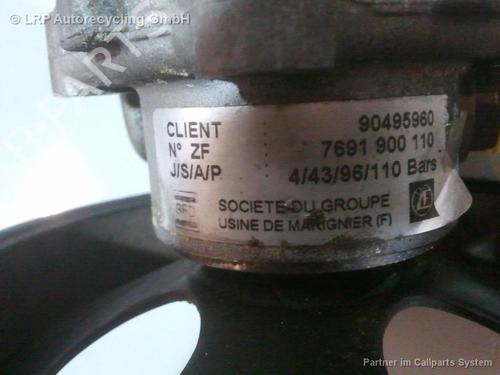 © LRP Autorecycling GmbH
CLIENT 90495960
N° ZF 7691 900 110
J/S/A/P 4/43/96/110 Bars
SOCIETE DU GROUPE
USINE DE MARIGNIER (F)
ZF
Partner im Callparts System